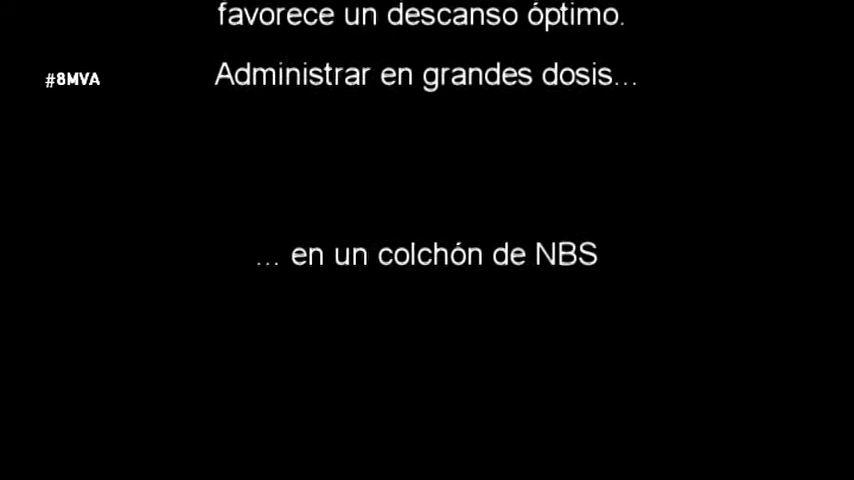 favorece un descanso óptimo.
#8MVA
Administrar en grandes dosis...
... en un colchón de NBS